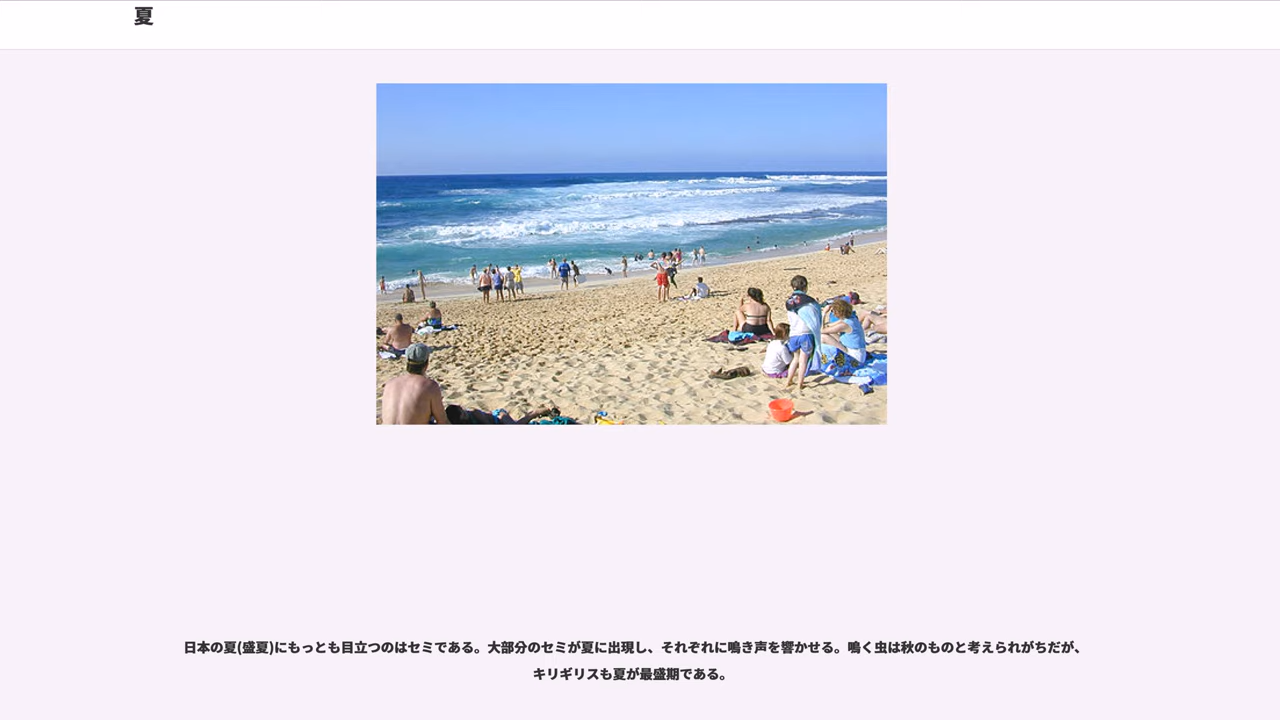 夏
日本の夏(盛夏)にもっとも目立つのはセミである。大部分のセミが夏に出現し、それぞれに鳴き声を響かせる。鳴く虫は秋のものと考えられがちだが、
キリギリスも夏が最盛期である。